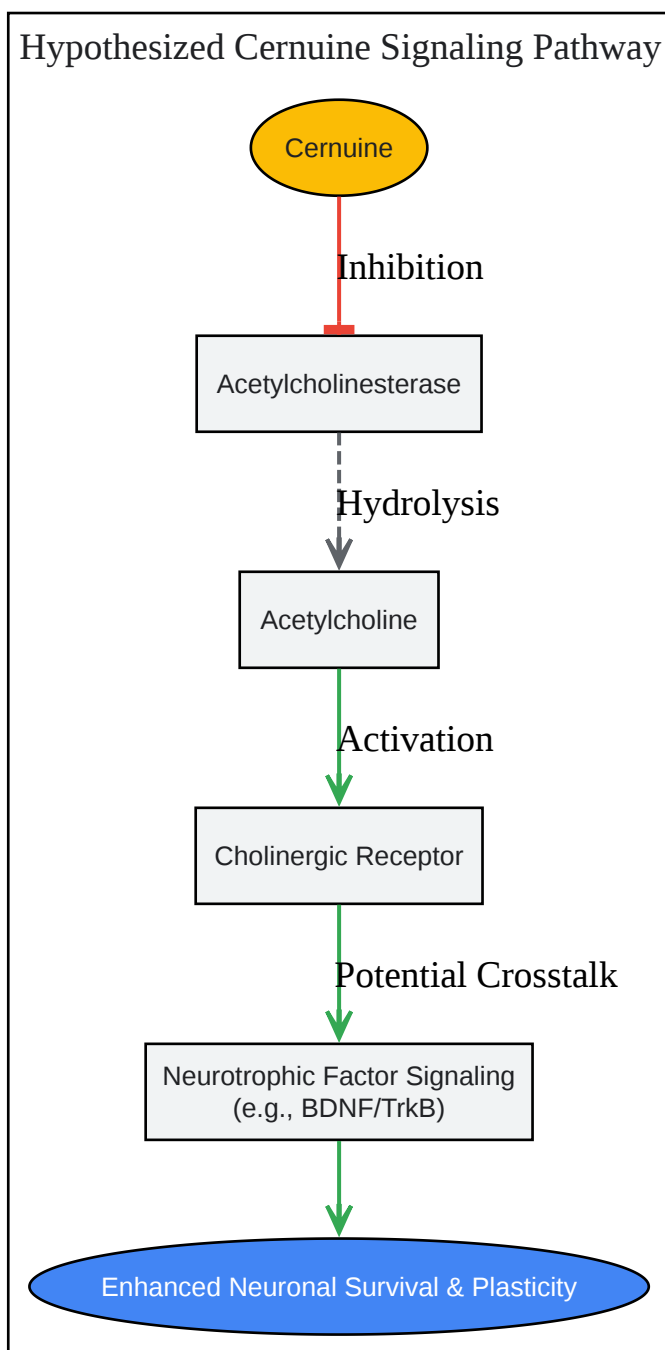 Hypothesized Cernuine Signaling Pathway
Cernuine
Inhibition
Acetylcholinesterase
Hydrolysis
Acetylcholine
Activation
Cholinergic Receptor
Potential Crosstalk
Neurotrophic Factor Signaling
(e.g., BDNF/TrkB)
Enhanced Neuronal Survival & Plasticity